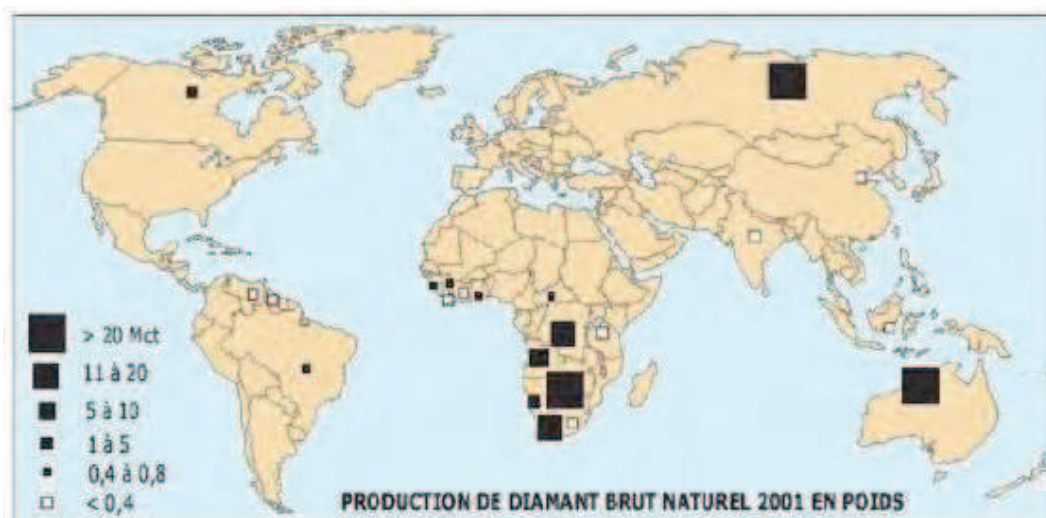 > 20 Mct
11 à 20
5 à 10
1 à 5
0,4 à 0,8
< 0,4
PRODUCTION DE DIAMANT BRUT NATUREL 2001 EN POIDS